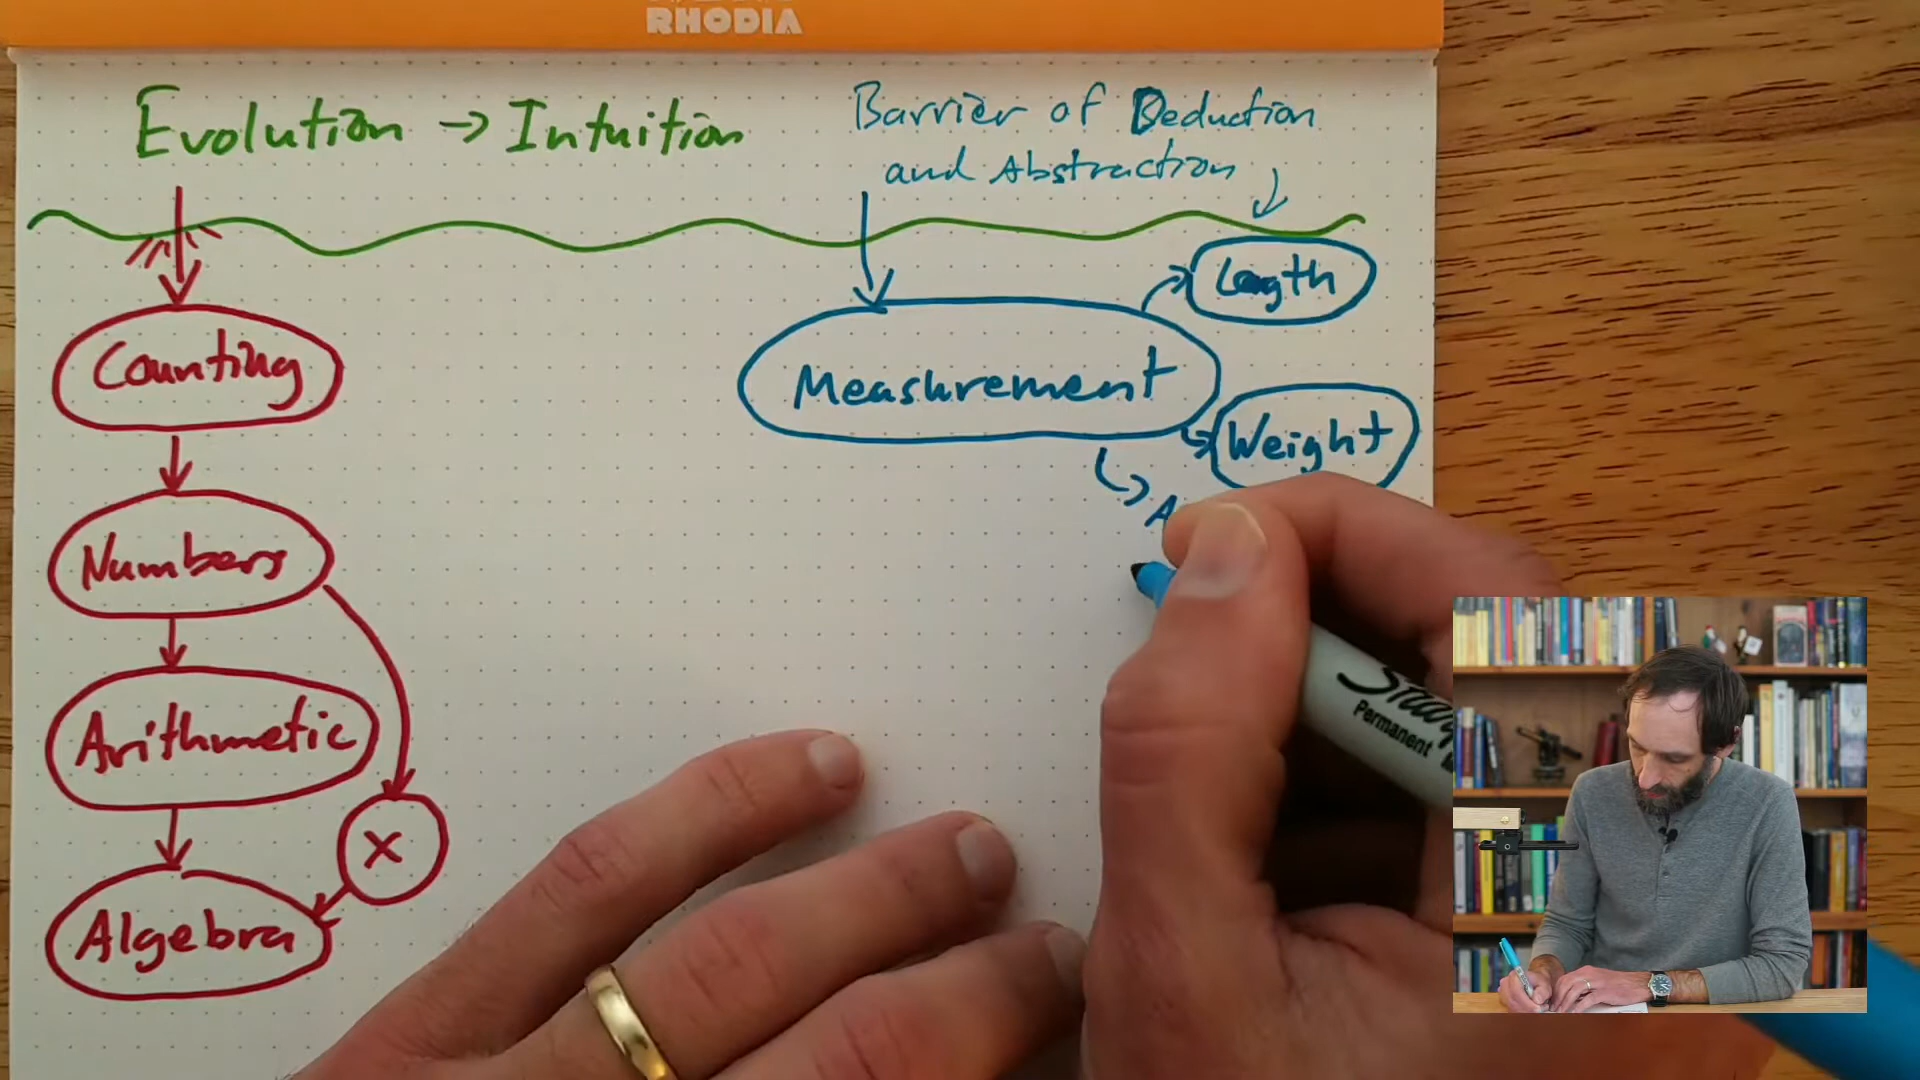 RHODIA
Evolution → Intuition
Barrier of Deduction
and Abstraction
Length
Counting
Measurement
Weight
A
Numbers
Arithmetic
x
Algebra
Permanent